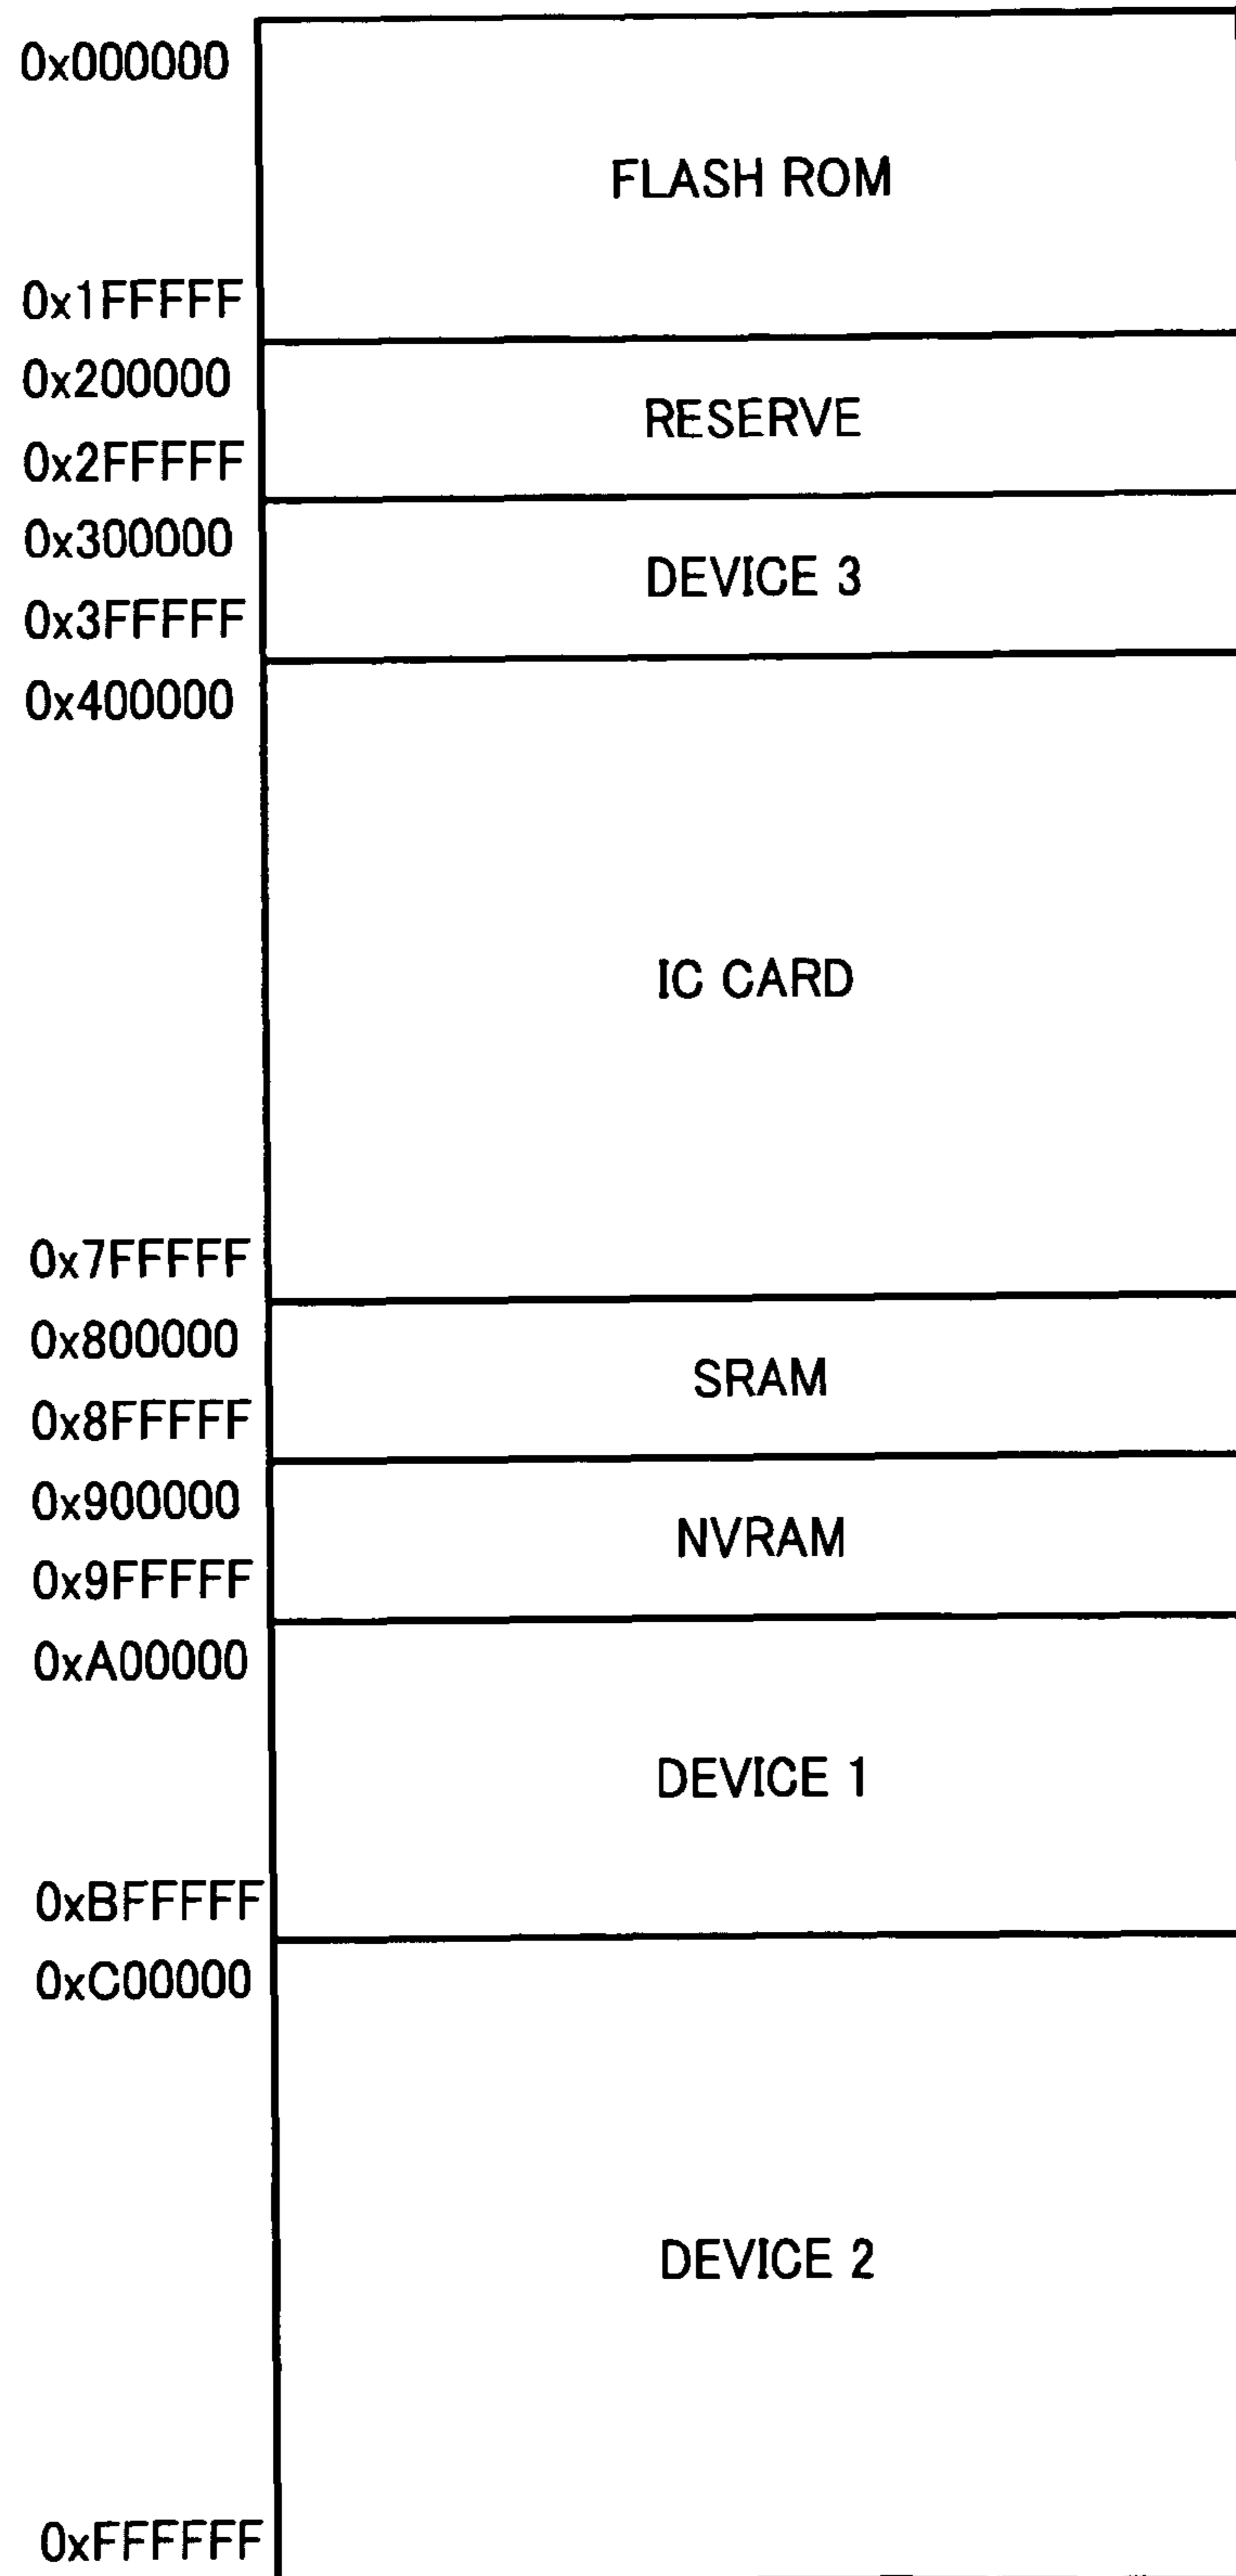 0x000000
FLASH ROM
0x1FFFFF
0x200000
RESERVE
0x2FFFFF
0x300000
DEVICE 3
0x3FFFFF
0x400000
IC CARD
0x7FFFFF
0x800000
SRAM
0x8FFFFF
0x900000
NVRAM
0x9FFFFF
0xA00000
DEVICE 1
0xBFFFFF
0xC00000
DEVICE 2
0xFFFFFF